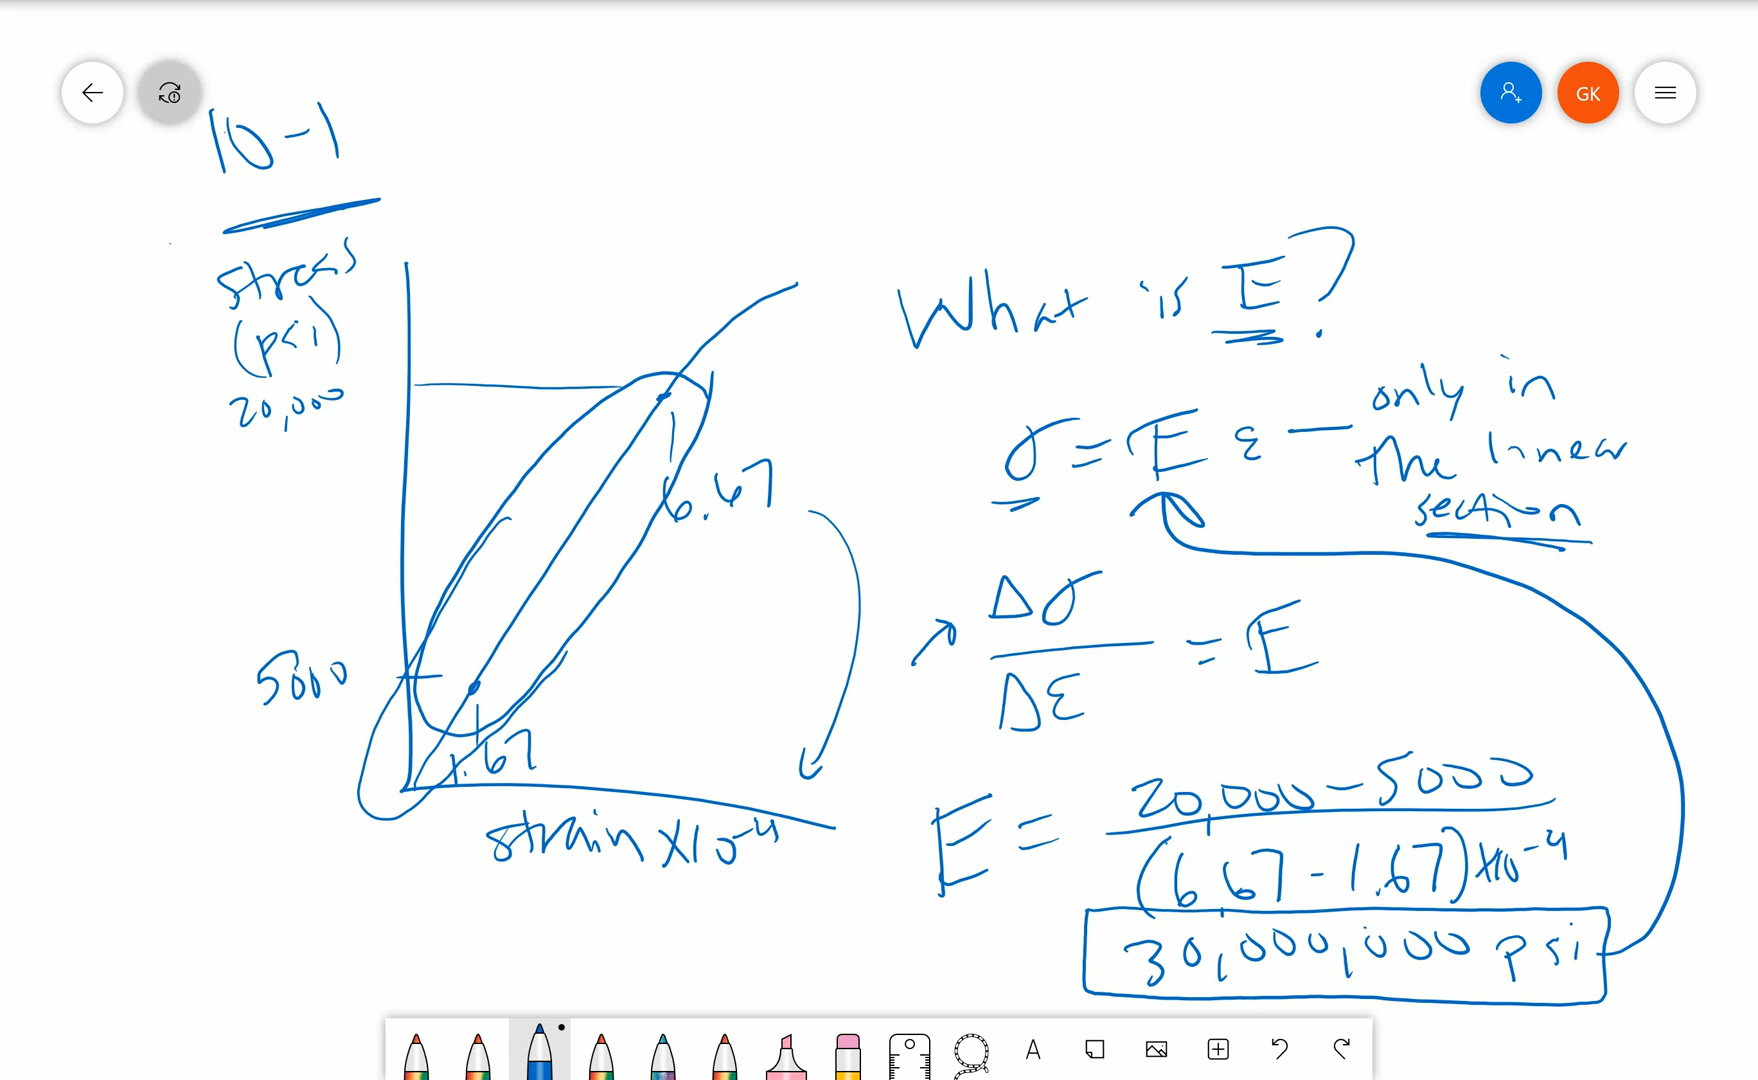 GK
10-1
stress
(psi)
20,000
What is E?
σ = E ε — only in
the linear
section
6.67
Δσ
= E
Δε
5000
1.67
strain x10⁻⁴
E = 20,000 - 5000
(6.67 - 1.67)x10⁻⁴
30,000,000 psi
A